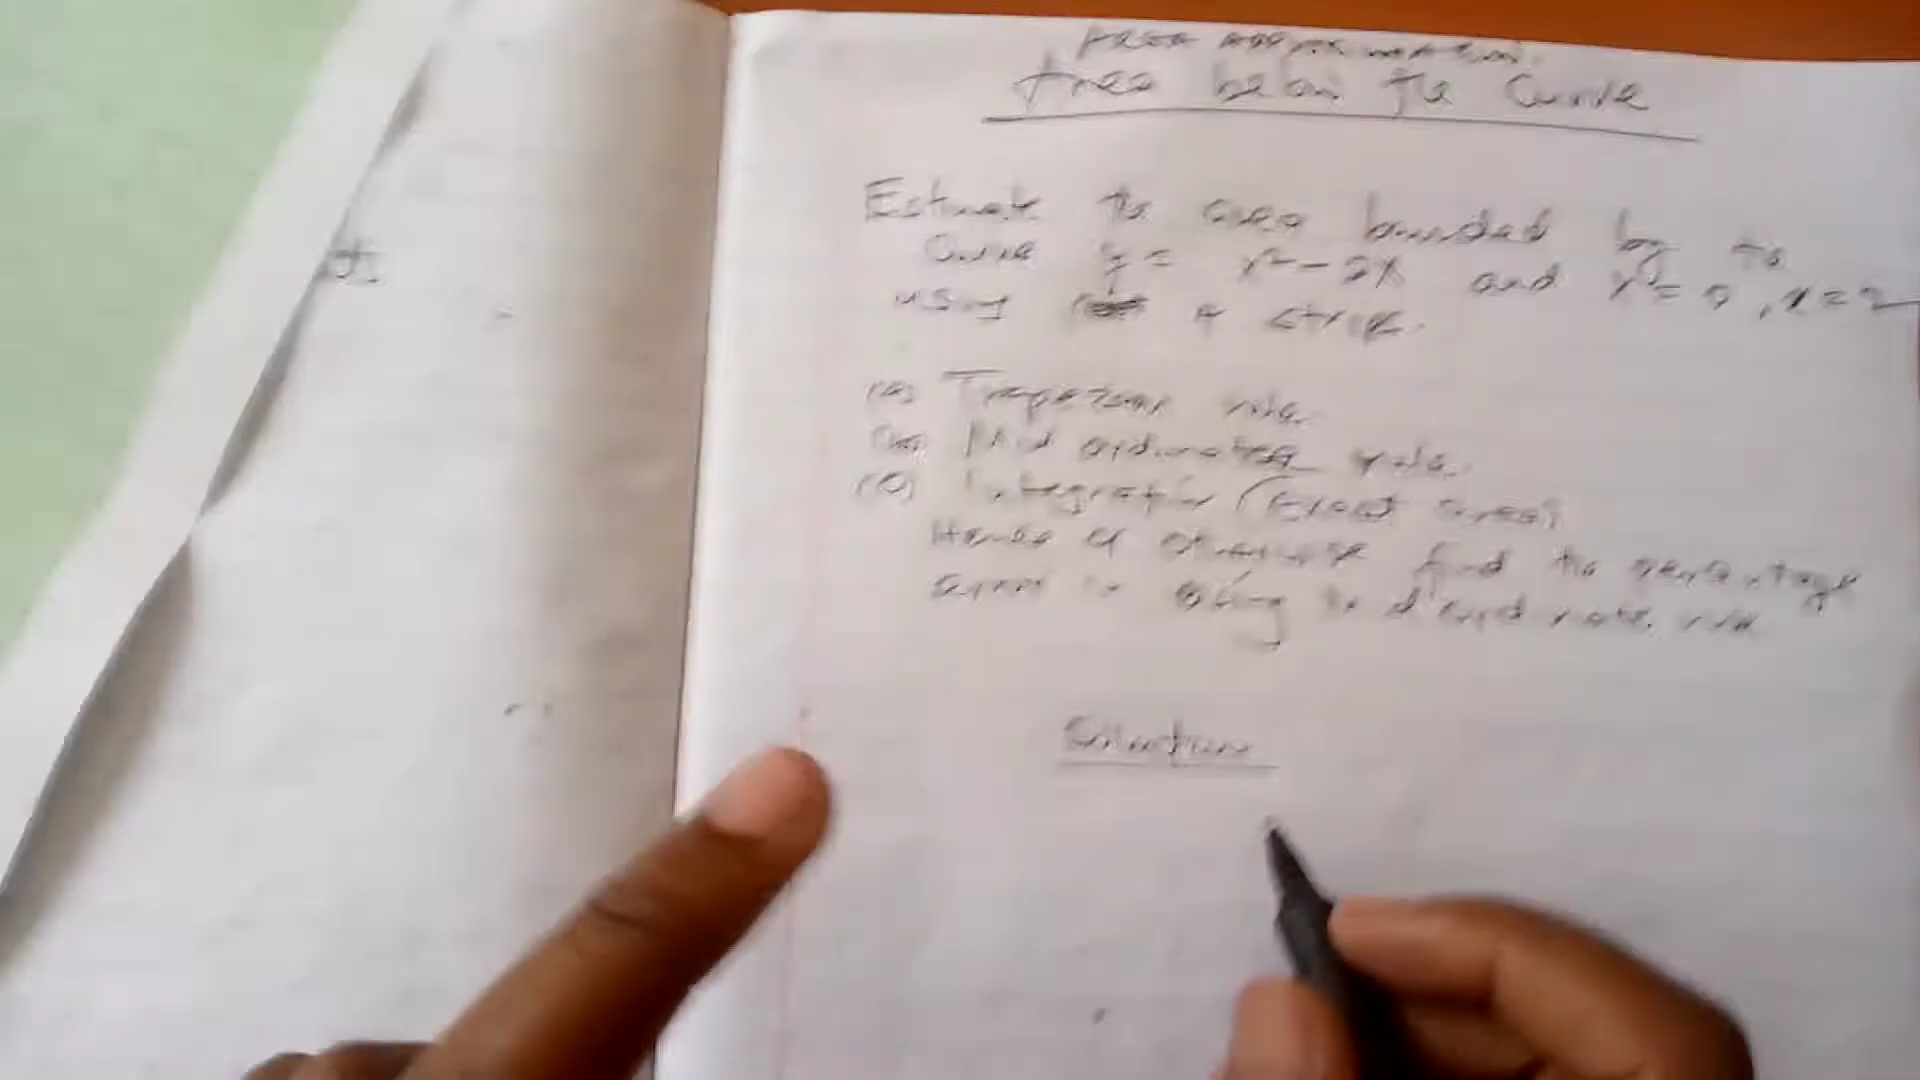 Area Approximation
Area below the Curve
Estimate the area bounded by the
Curve y = x² - 2x and x = 0, x = 2
using 4 strips.
(a) Trapezium rule.
(b) Mid ordinates rule.
(c) Integration (Exact area)
Hence or otherwise find the percentage
error in using mid ordinate rule
Solution